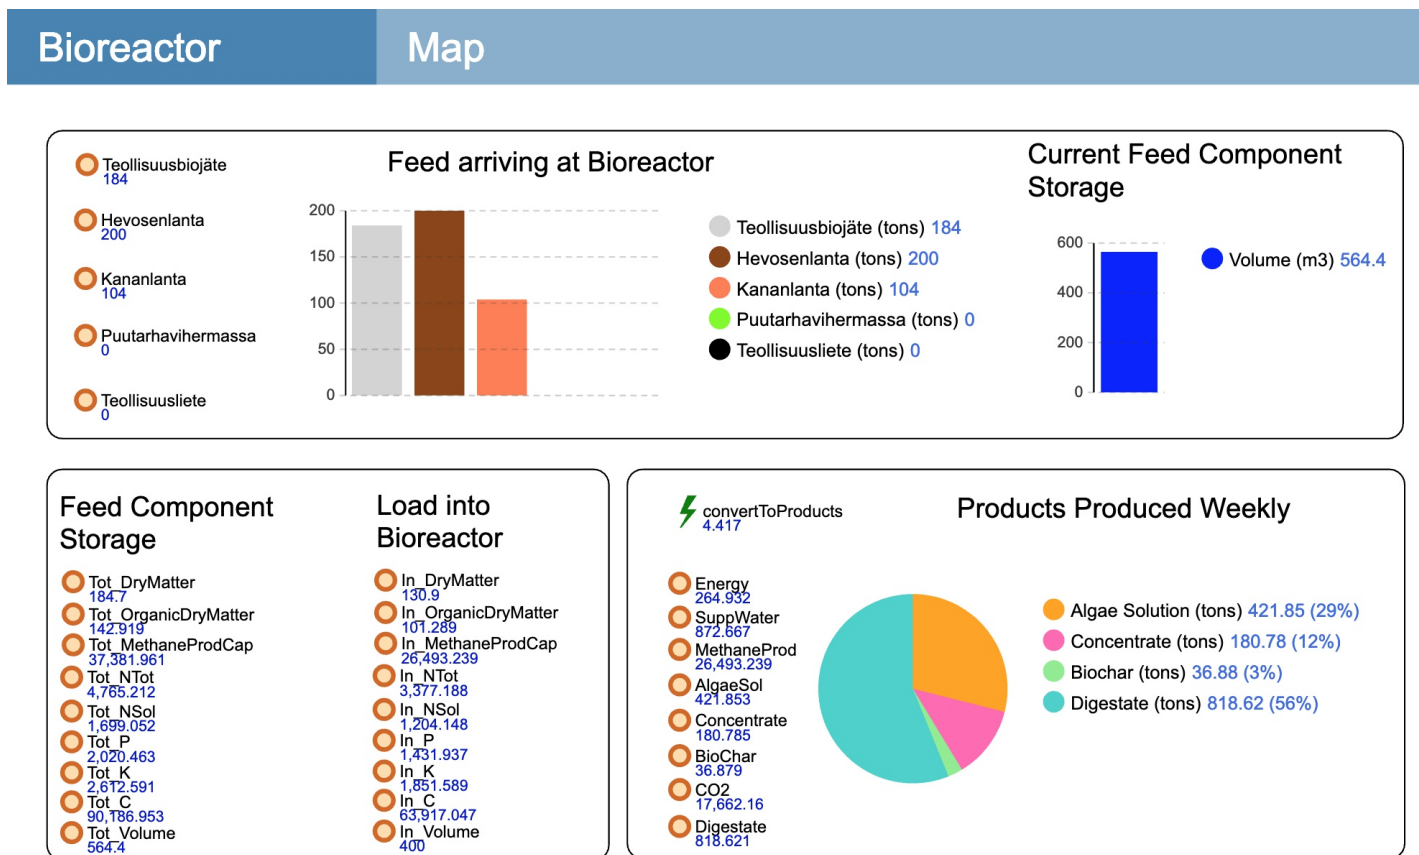 Bioreactor
Map
Teollisuusbiojäte
184
Hevosenlanta
200
Kananlanta
104
Puutarhavihermassa
0
Teollisuusliete
0
Feed arriving at Bioreactor
200
150
100
50
0
Teollisuusbiojäte (tons) 184
Hevosenlanta (tons) 200
Kananlanta (tons) 104
Puutarhavihermassa (tons) 0
Teollisuusliete (tons) 0
Current Feed Component
Storage
600
400
200
0
Volume (m3) 564.4
Feed Component
Storage
Tot_DryMatter
184.7
Tot_OrganicDryMatter
142.919
Tot_MethaneProdCap
37,381.961
Tot_NTot
4,765.212
Tot_NSol
1,699.052
Tot_P
2,020.463
Tot_K
2,612.591
Tot_C
90,186.953
Tot_Volume
564.4
Load into
Bioreactor
In_DryMatter
130.9
In_OrganicDryMatter
101.289
In_MethaneProdCap
26,493.239
In_NTot
3,377.188
In_NSol
1,204.148
In_P
1,431.937
In_K
1,851.589
In_C
63,917.047
In_Volume
400
convertToProducts
4.417
Products Produced Weekly
Energy
264.932
SuppWater
872.667
MethaneProd
26,493.239
AlgaeSol
421.853
Concentrate
180.785
BioChar
36.879
CO2
17,662.16
Digestate
818.621
Algae Solution (tons) 421.85 (29%)
Concentrate (tons) 180.78 (12%)
Biochar (tons) 36.88 (3%)
Digestate (tons) 818.62 (56%)